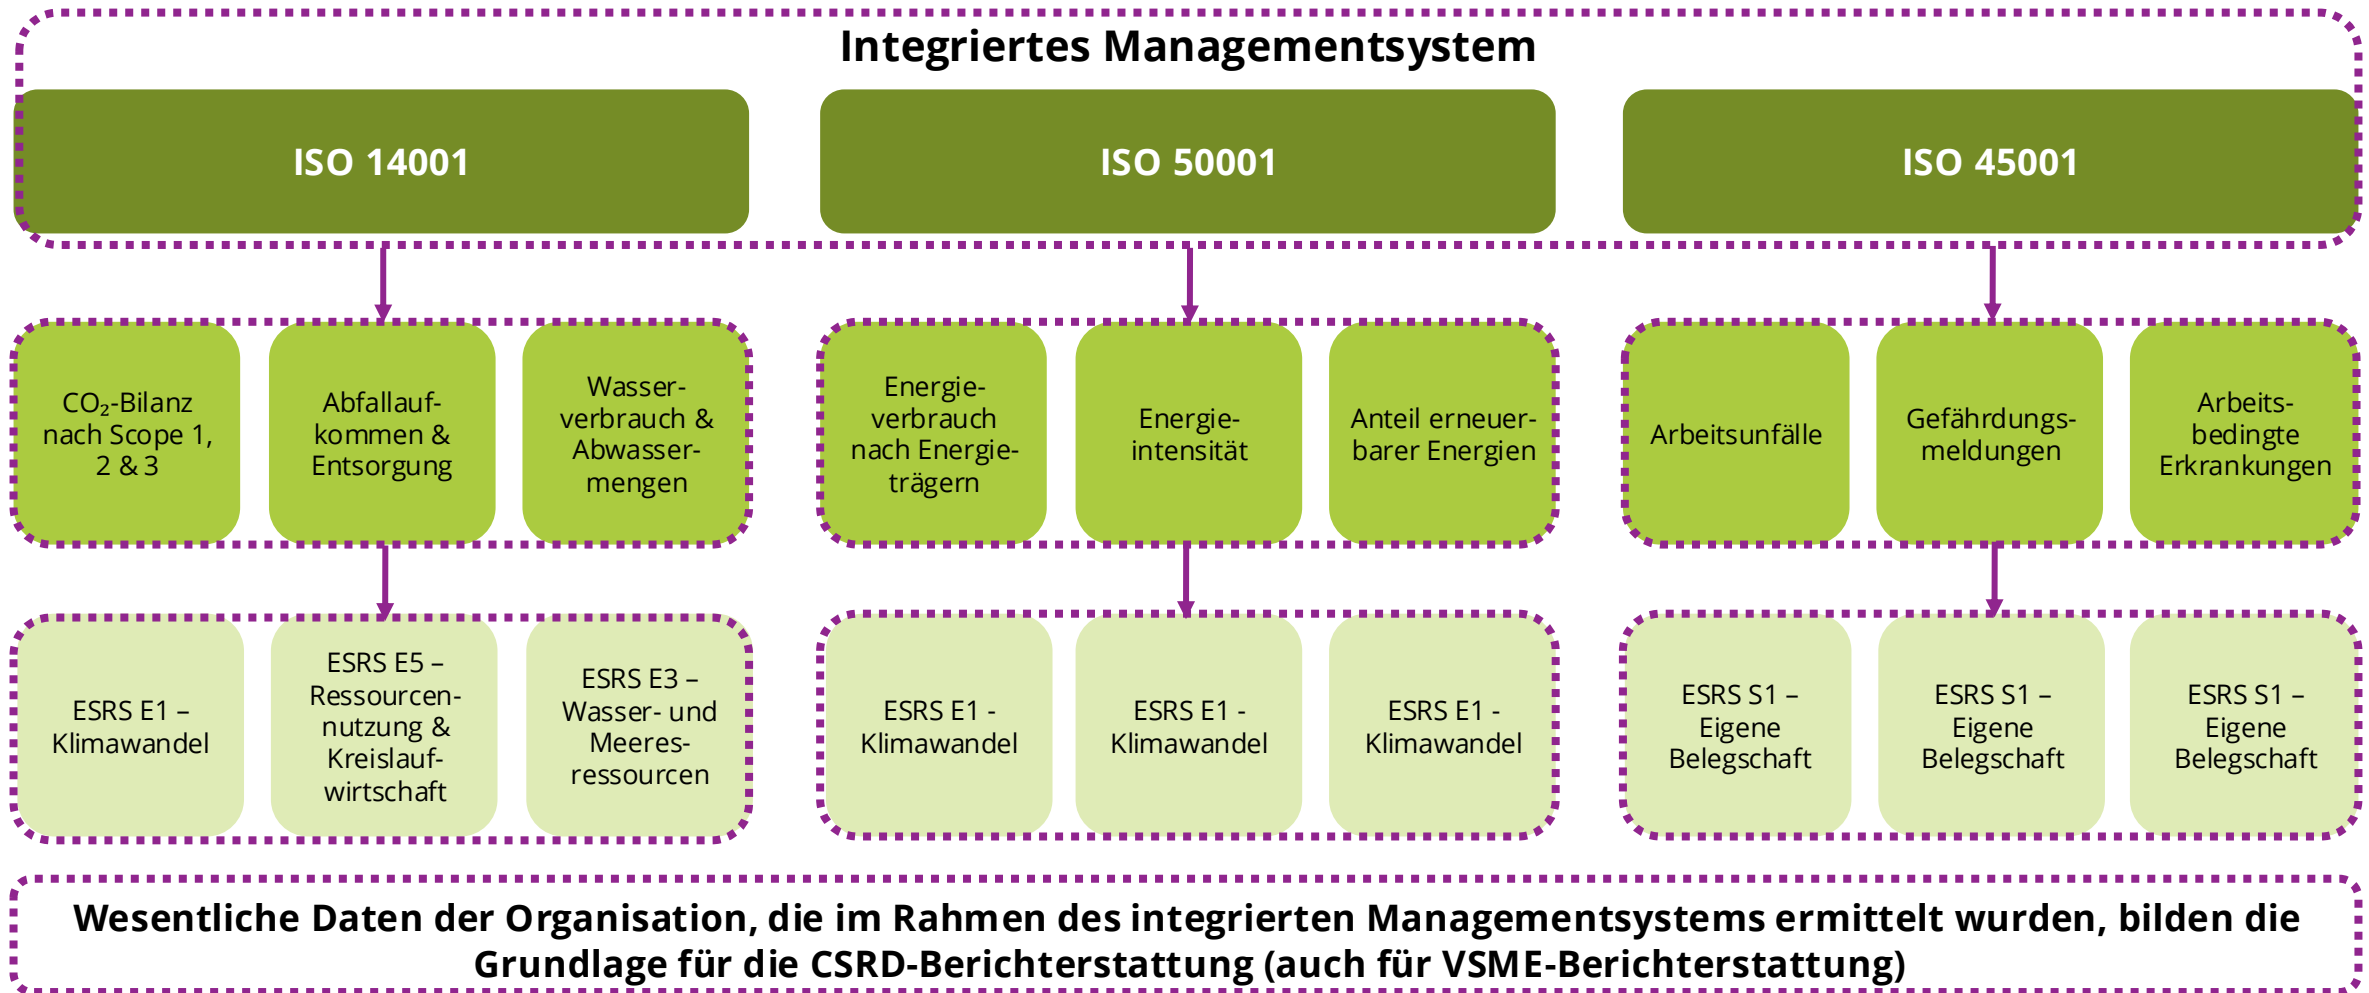 Integriertes Managementsystem
ISO 14001
ISO 50001
ISO 45001
CO₂-Bilanz
nach Scope 1,
2 & 3
Abfallauf-
kommen &
Entsorgung
Wasser-
verbrauch &
Abwasser-
mengen
Energie-
verbrauch
nach Energie-
trägern
Energie-
intensität
Anteil erneuer-
barer Energien
Arbeitsunfälle
Gefährdungs-
meldungen
Arbeits-
bedingte
Erkrankungen
ESRS E1 –
Klimawandel
ESRS E5 –
Ressourcen-
nutzung &
Kreislauf-
wirtschaft
ESRS E3 –
Wasser- und
Meeres-
ressourcen
ESRS E1 -
Klimawandel
ESRS E1 -
Klimawandel
ESRS E1 -
Klimawandel
ESRS S1 –
Eigene
Belegschaft
ESRS S1 –
Eigene
Belegschaft
ESRS S1 –
Eigene
Belegschaft
Wesentliche Daten der Organisation, die im Rahmen des integrierten Managementsystems ermittelt wurden, bilden die
Grundlage für die CSRD-Berichterstattung (auch für VSME-Berichterstattung)